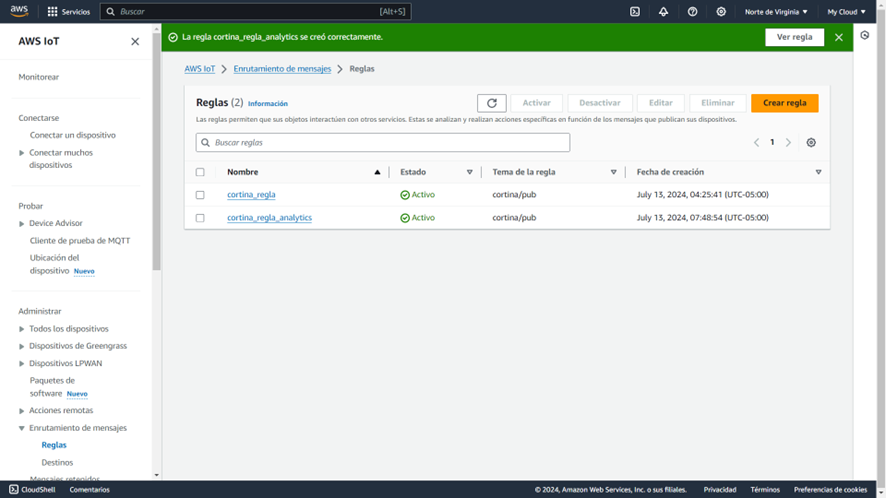 aws
Servicios
Buscar
[Alt+S]
Norte de Virginia
My Cloud
AWS IoT
Monitorear
Conectarse
Conectar un dispositivo
Conectar muchos
dispositivos
Probar
Device Advisor
Cliente de prueba de MQTT
Ubicación del
dispositivo Nuevo
Administrar
Todos los dispositivos
Dispositivos de Greengrass
Dispositivos LPWAN
Paquetes de
software Nuevo
Acciones remotas
Enrutamiento de mensajes
Reglas
Destinos
Mensajes retenidos
La regla cortina_regla_analytics se creó correctamente.
Ver regla
AWS IoT > Enrutamiento de mensajes > Reglas
Reglas (2) Información
Activar
Desactivar
Editar
Eliminar
Crear regla
Las reglas permiten que sus objetos interactúen con otros servicios. Estas se analizan y realizan acciones específicas en función de los mensajes que publican sus dispositivos.
Buscar reglas
1
Nombre Estado Tema de la regla Fecha de creación
cortina_regla Activo cortina/pub July 13, 2024, 04:25:41 (UTC-05:00)
cortina_regla_analytics Activo cortina/pub July 13, 2024, 07:48:54 (UTC-05:00)
CloudShell Comentarios © 2024, Amazon Web Services, Inc. o sus filiales. Privacidad Términos Preferencias de cookies